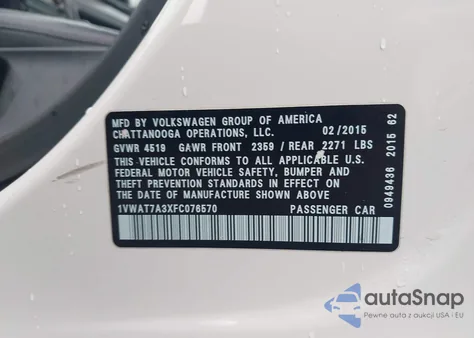 MFD BY VOLKSWAGEN GROUP OF AMERICA
CHATTANOOGA OPERATIONS, LLC. 02/2015
GVWR 4519 GAWR FRONT 2359 / REAR 2271 LBS
THIS VEHICLE CONFORMS TO ALL APPLICABLE U.S.
FEDERAL MOTOR VEHICLE SAFETY, BUMPER AND
THEFT PREVENTION STANDARDS IN EFFECT ON
THE DATE OF MANUFACTURE SHOWN ABOVE.
1VWAT7A3XFC076570 PASSENGER CAR
0949436 2015 82
autoSnap
Pewne auta z aukcji USA i EU